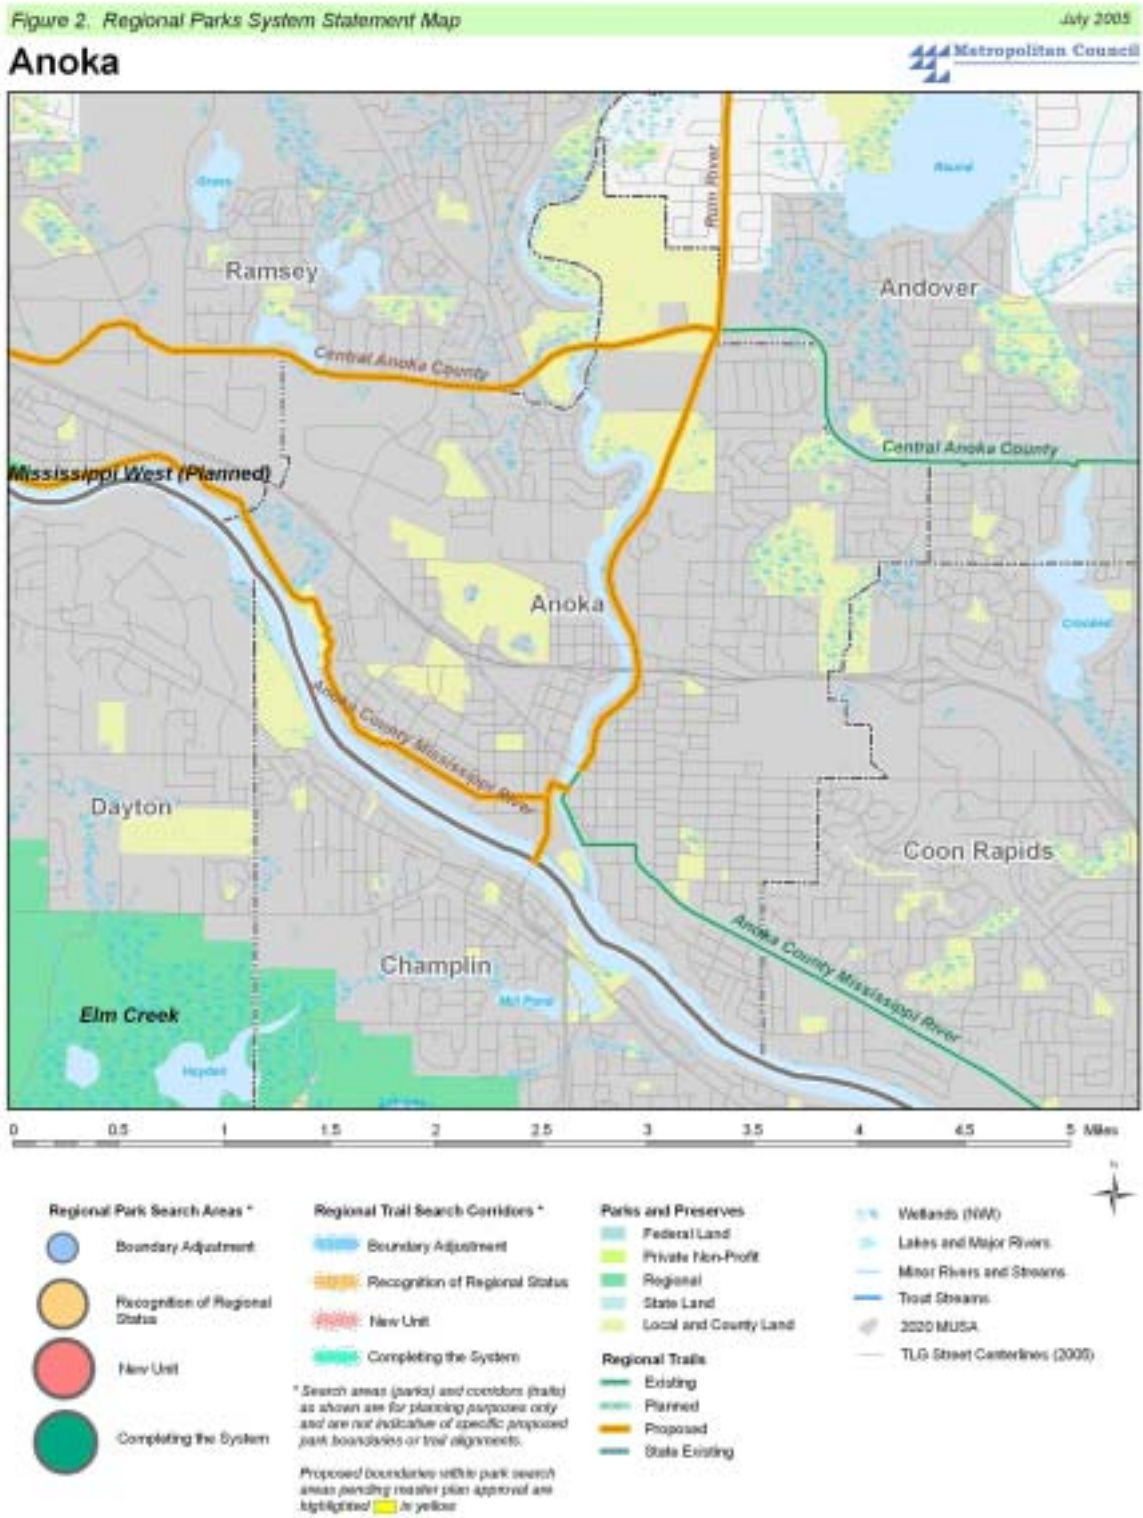 Figure 2. Regional Parks System Statement Map
July 2005
Anoka
Metropolitan Council
Grass
Round
Rum River
Ramsey
Andover
Central Anoka County
Central Anoka County
Mississippi West (Planned)
Anoka
Crooked
Anoka County Mississippi River
Dayton
Coon Rapids
Anoka County Mississippi River
Champlin
Mill Pond
Elm Creek
Hayden
0 0.5 1 1.5 2 2.5 3 3.5 4 4.5 5 Miles
N
Regional Park Search Areas *
Boundary Adjustment
Recognition of Regional
Status
New Unit
Completing the System
Regional Trail Search Corridors *
Boundary Adjustment
Recognition of Regional Status
New Unit
Completing the System
* Search areas (parks) and corridors (trails)
as shown are for planning purposes only
and are not indicative of specific proposed
park boundaries or trail alignments.
Proposed boundaries within park search
areas pending master plan approval are
highlighted in yellow
Parks and Preserves
Federal Land
Private Non-Profit
Regional
State Land
Local and County Land
Regional Trails
Existing
Planned
Proposed
State Existing
Wetlands (NWI)
Lakes and Major Rivers
Minor Rivers and Streams
Trout Streams
2020 MUSA
TLG Street Centerlines (2005)